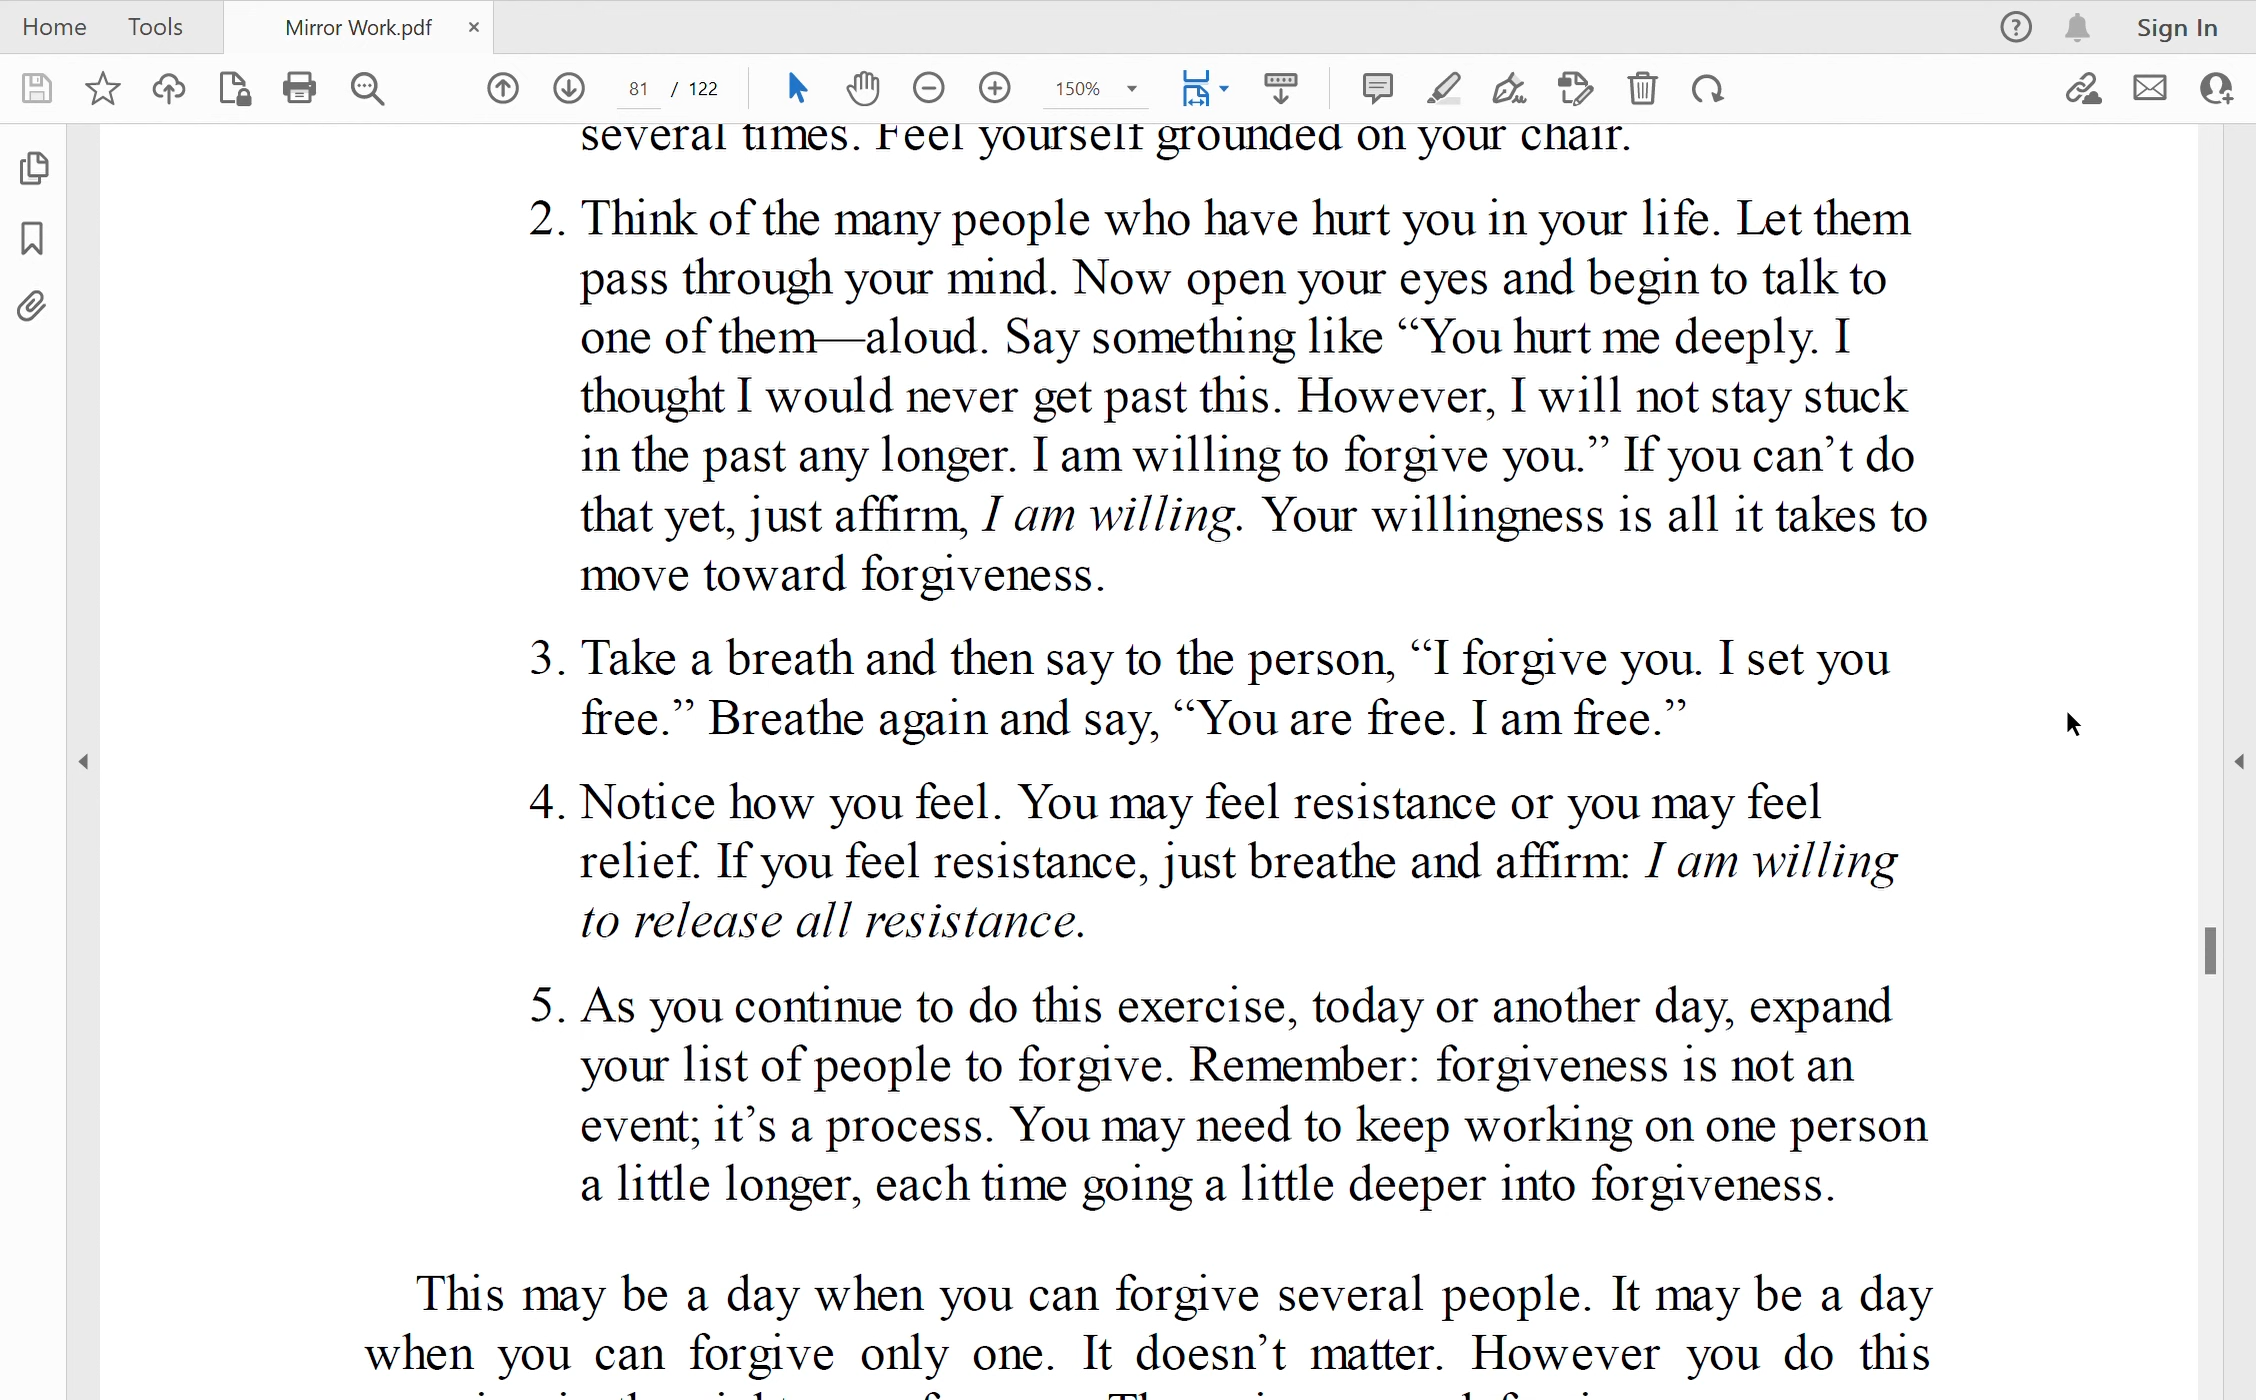 Home Tools Mirror Work.pdf × Sign In
81 / 122 150%
several times. Feel yourself grounded on your chair.
2. Think of the many people who have hurt you in your life. Let them
pass through your mind. Now open your eyes and begin to talk to
one of them—aloud. Say something like “You hurt me deeply. I
thought I would never get past this. However, I will not stay stuck
in the past any longer. I am willing to forgive you.” If you can’t do
that yet, just affirm, I am willing. Your willingness is all it takes to
move toward forgiveness.
3. Take a breath and then say to the person, “I forgive you. I set you
free.” Breathe again and say, “You are free. I am free.”
4. Notice how you feel. You may feel resistance or you may feel
relief. If you feel resistance, just breathe and affirm: I am willing
to release all resistance.
5. As you continue to do this exercise, today or another day, expand
your list of people to forgive. Remember: forgiveness is not an
event; it’s a process. You may need to keep working on one person
a little longer, each time going a little deeper into forgiveness.
This may be a day when you can forgive several people. It may be a day
when you can forgive only one. It doesn’t matter. However you do this